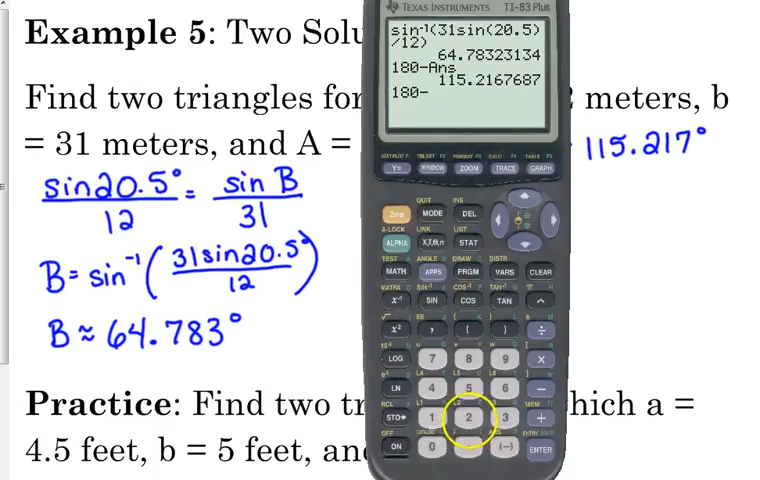 Example 5: Two Solu
Find two triangles for
2 meters, b
= 31 meters, and A =
115.217°
sin20.5° = sin B
12 31
B = sin⁻¹ (31sin20.5°)
12
B ≈ 64.783°
Practice: Find two tr
hich a =
4.5 feet, b = 5 feet, and
TEXAS INSTRUMENTS TI-83 Plus
sin⁻¹(31sin(20.5)
/12)
64.78323134
180-Ans
115.2167687
180-
STAT PLOT F1 TBLSET F2 FORMAT F3 CALC F4 TABLE F5
Y= WINDOW ZOOM TRACE GRAPH
QUIT INS
2nd MODE DEL
A-LOCK LINK LIST
ALPHA X,T,θ,n STAT
TEST A ANGLE B DRAW C DISTR
MATH APPS PRGM VARS CLEAR
MATRX D SIN⁻¹ E COS⁻¹ F TAN⁻¹ G
x⁻¹ SIN COS TAN ^
x² , ( ) ÷
LOG 7 8 9 ×
LN 4 5 6 −
RCL MEM
STO▸ 1 2 3 +
OFF CATALOG ENTRY
ON 0 (−) ENTER